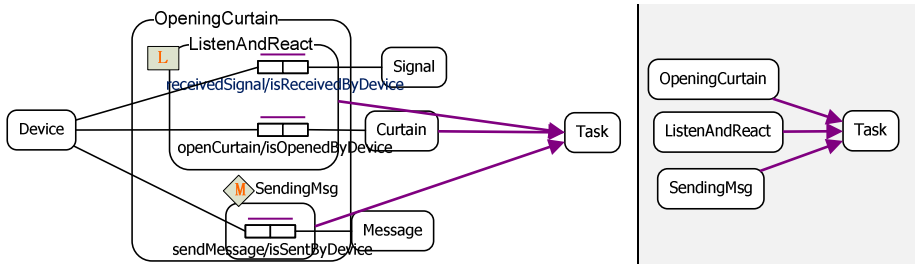 OpeningCurtain
ListenAndReact
L
Signal
receivedSignal/isReceivedByDevice
OpeningCurtain
Device
Curtain
Task
ListenAndReact
Task
openCurtain/isOpenedByDevice
M
SendingMsg
SendingMsg
Message
sendMessage/isSentByDevice